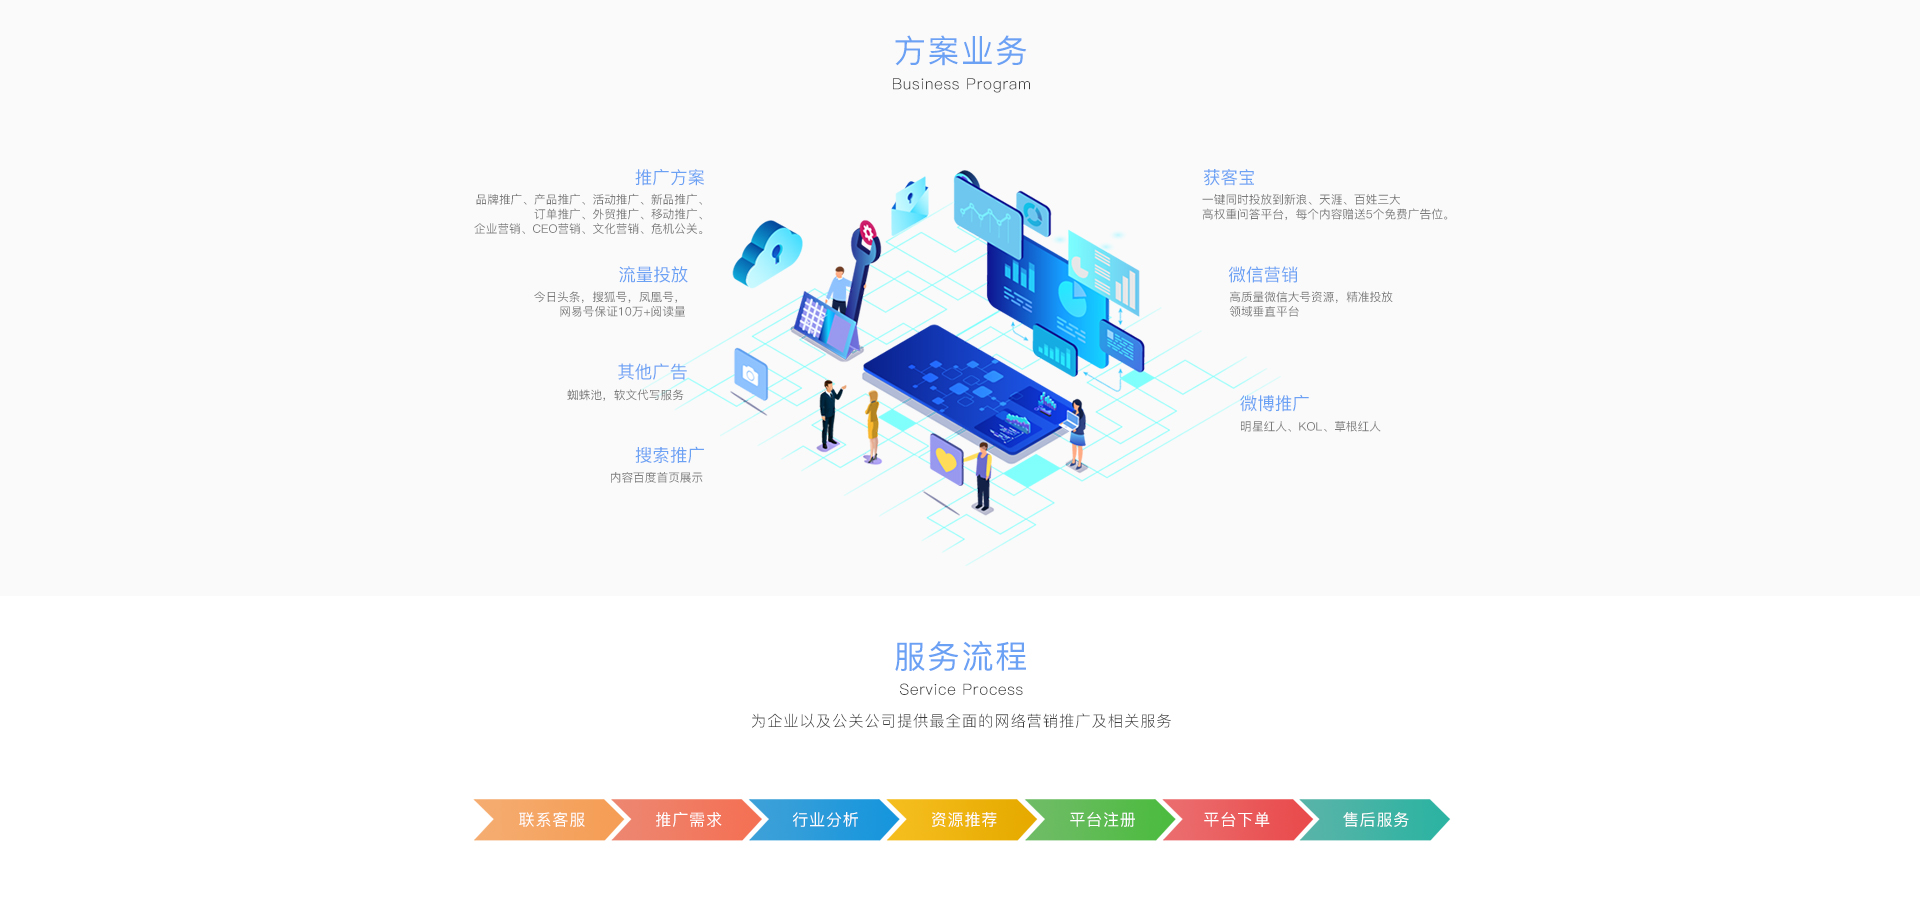 方案业务
Business Program
推广方案
品牌推广、产品推广、活动推广、新品推广、
订单推广、外贸推广、移动推广、
企业营销、CEO营销、文化营销、危机公关。
流量投放
今日头条，搜狐号，凤凰号，
网易号保证10万+阅读量
其他广告
蜘蛛池，软文代写服务
搜索推广
内容百度首页展示
获客宝
一键同时投放到新浪、天涯、百姓三大
高权重问答平台，每个内容赠送5个免费广告位。
微信营销
高质量微信大号资源，精准投放
领域垂直平台
微博推广
明星红人、KOL、草根红人
服务流程
Service Process
为企业以及公关公司提供最全面的网络营销推广及相关服务
联系客服
推广需求
行业分析
资源推荐
平台注册
平台下单
售后服务